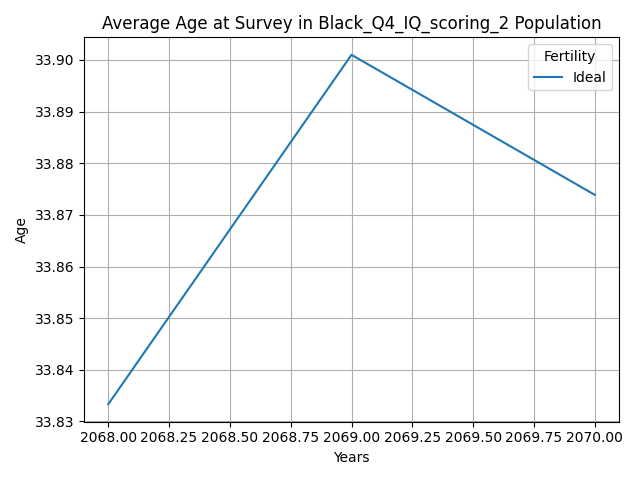 Average Age at Survey in Black_Q4_IQ_scoring_2 Population
Fertility
Ideal
33.90
33.89
33.88
33.87
33.86
33.85
33.84
33.83
Age
2068.00 2068.25 2068.50 2068.75 2069.00 2069.25 2069.50 2069.75 2070.00
Years